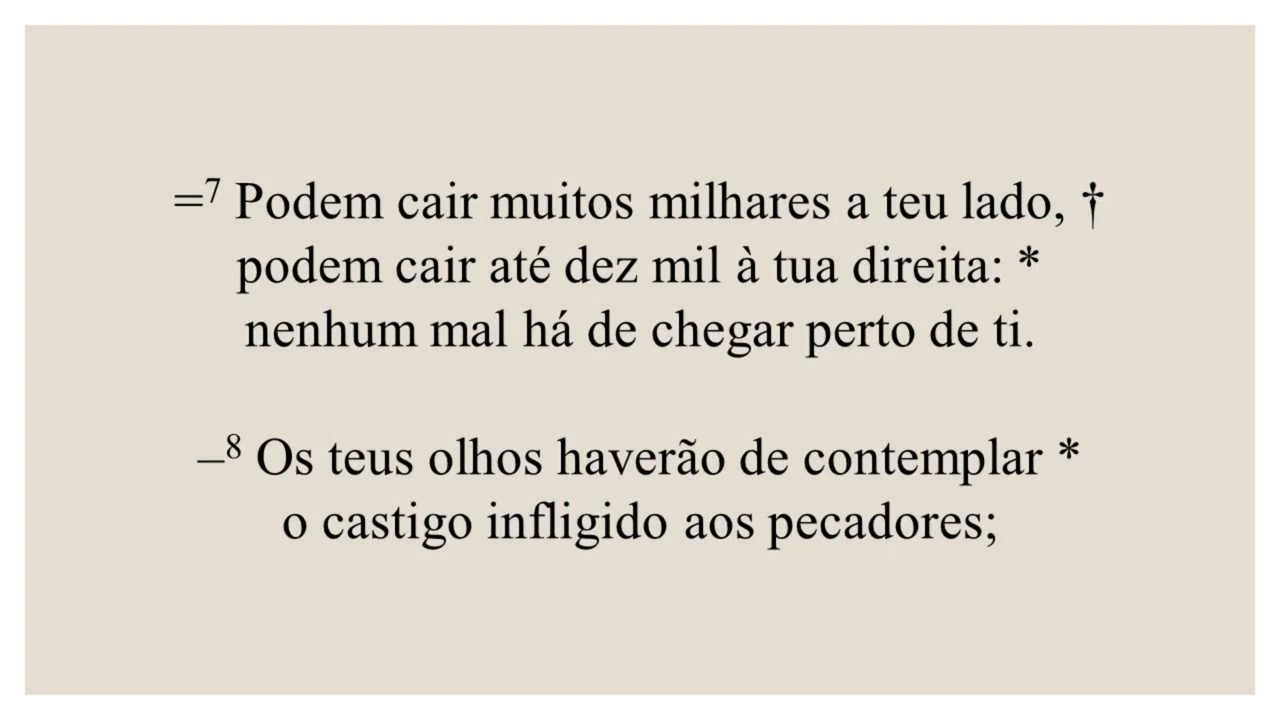 =⁷ Podem cair muitos milhares a teu lado, †
podem cair até dez mil à tua direita: *
nenhum mal há de chegar perto de ti.
–⁸ Os teus olhos haverão de contemplar *
o castigo infligido aos pecadores;